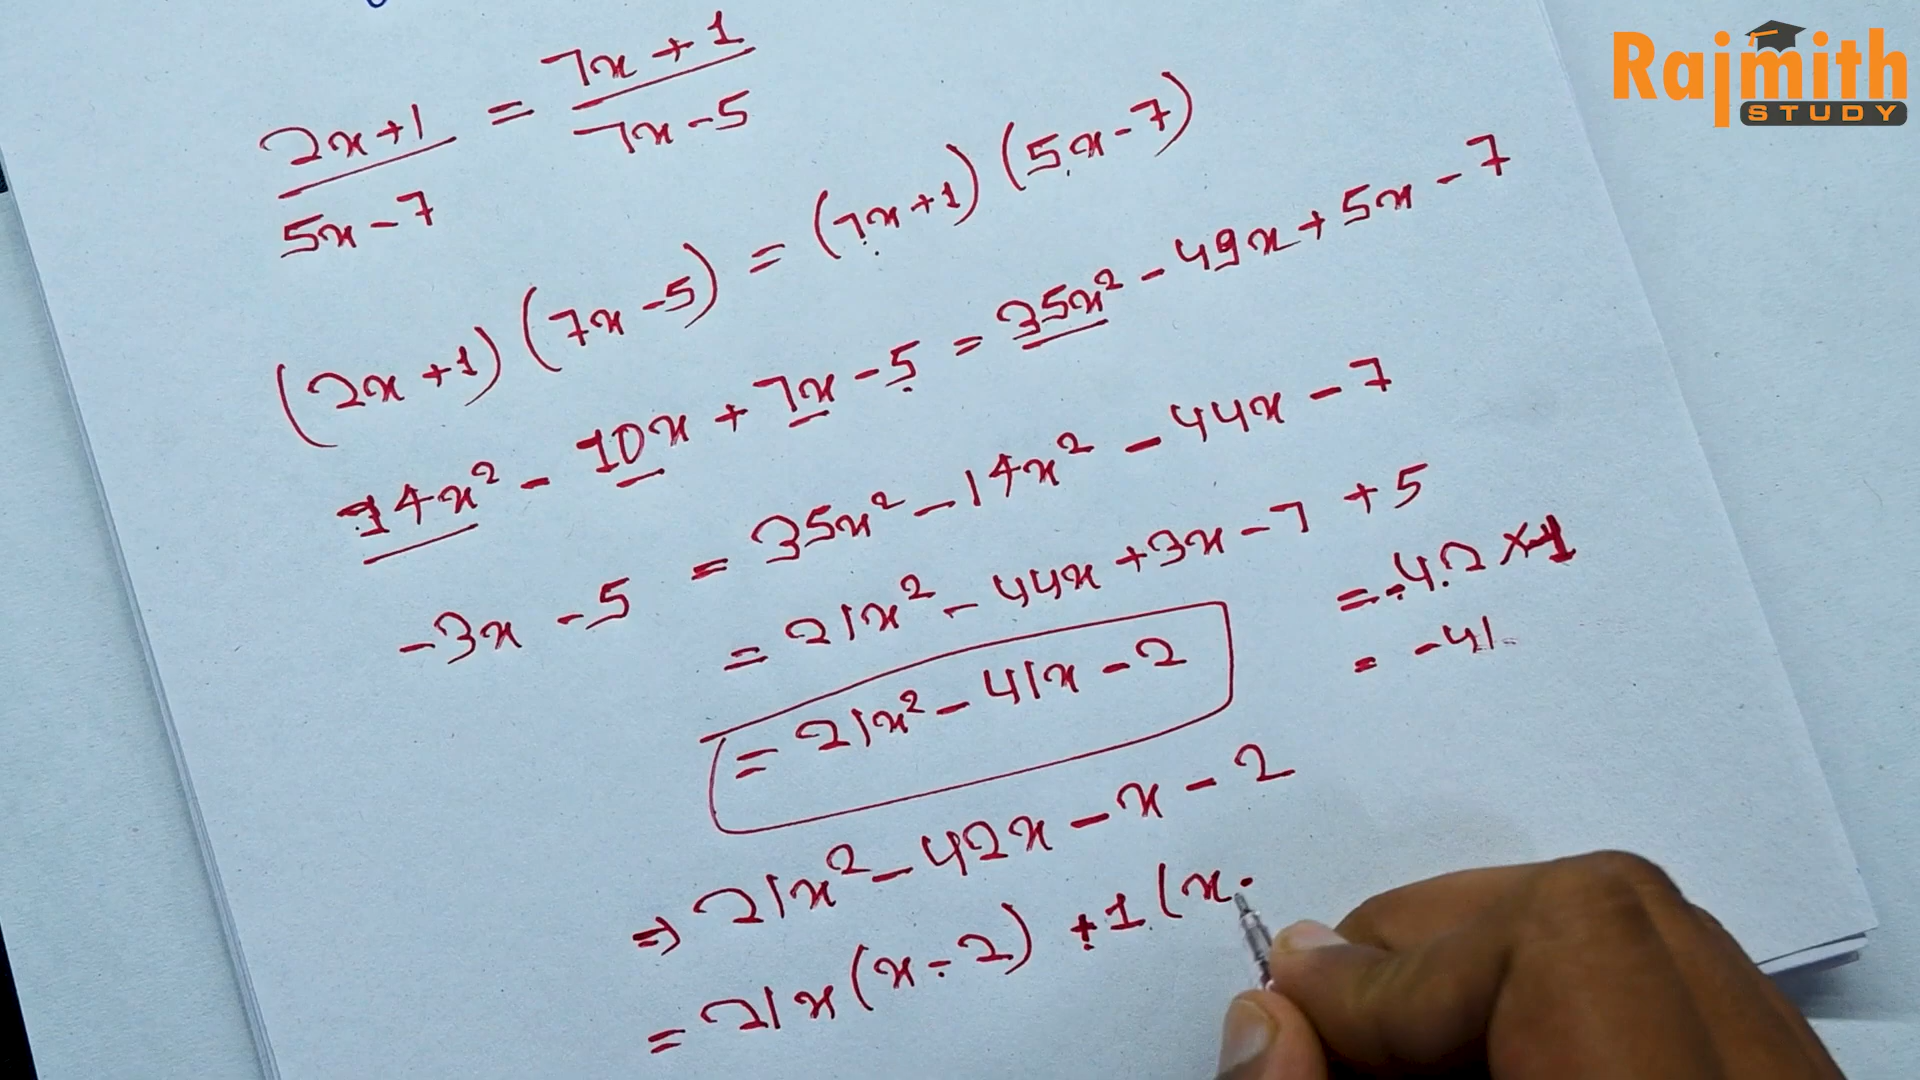 Rajmith
STUDY
2x+1 / 5x-7 = 7x+1 / 7x-5
(2x+1)(7x-5) = (7x+1)(5x-7)
14x² - 10x + 7x - 5 = 35x² - 49x + 5x - 7
-3x - 5 = 35x² - 14x² - 44x - 7
= 21x² - 44x + 3x - 7 + 5
= 21x² - 41x - 2
= -42 × 1
= -41
⇒ 21x² - 42x - x - 2
= 21x(x-2) +1(x-